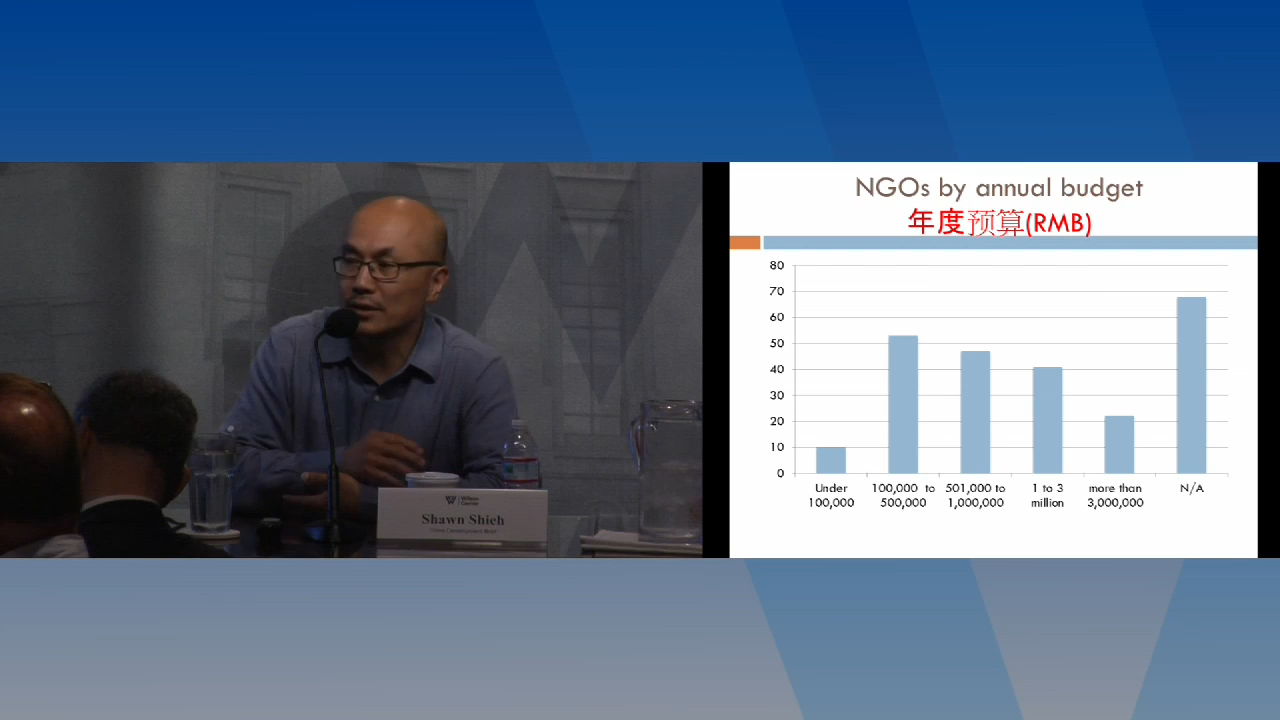 NGOs by annual budget
年度预算(RMB)
80
70
60
50
40
30
20
10
0
Under
100,000
100,000 to
500,000
501,000 to
1,000,000
1 to 3
million
more than
3,000,000
N/A
Wilson
Center
Shawn Shieh